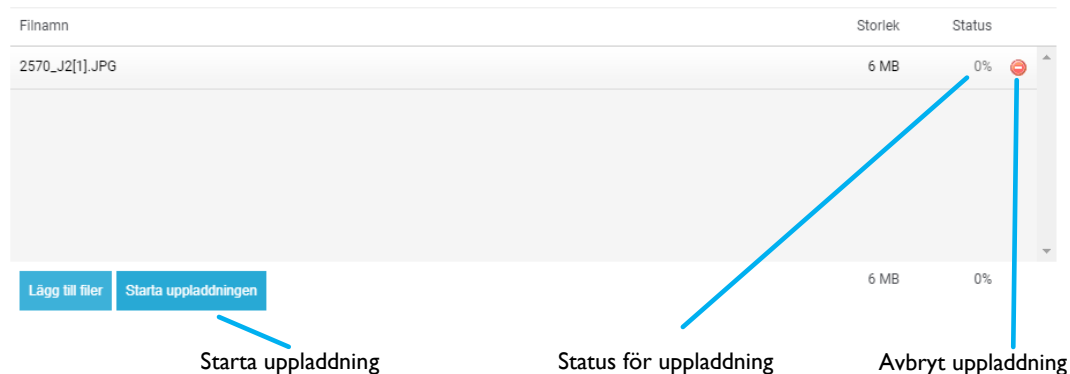 Filnamn Storlek Status
2570_J2[1].JPG 6 MB 0%
Lägg till filer Starta uppladdningen 6 MB 0%
Starta uppladdning Status för uppladdning Avbryt uppladdning